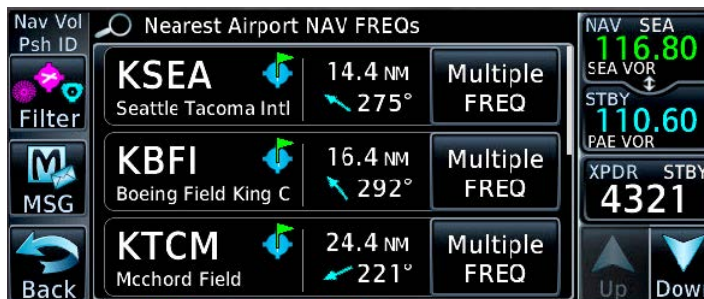 Nav Vol
Psh ID
Nearest Airport NAV FREQs
NAV SEA
116.80
SEA VOR
STBY
110.60
PAE VOR
XPDR STBY
4321
Filter
MSG
Back
KSEA
Seattle Tacoma Intl
14.4 NM
275°
Multiple
FREQ
KBFI
Boeing Field King C
16.4 NM
292°
Multiple
FREQ
KTCM
Mcchord Field
24.4 NM
221°
Multiple
FREQ
Up
Down